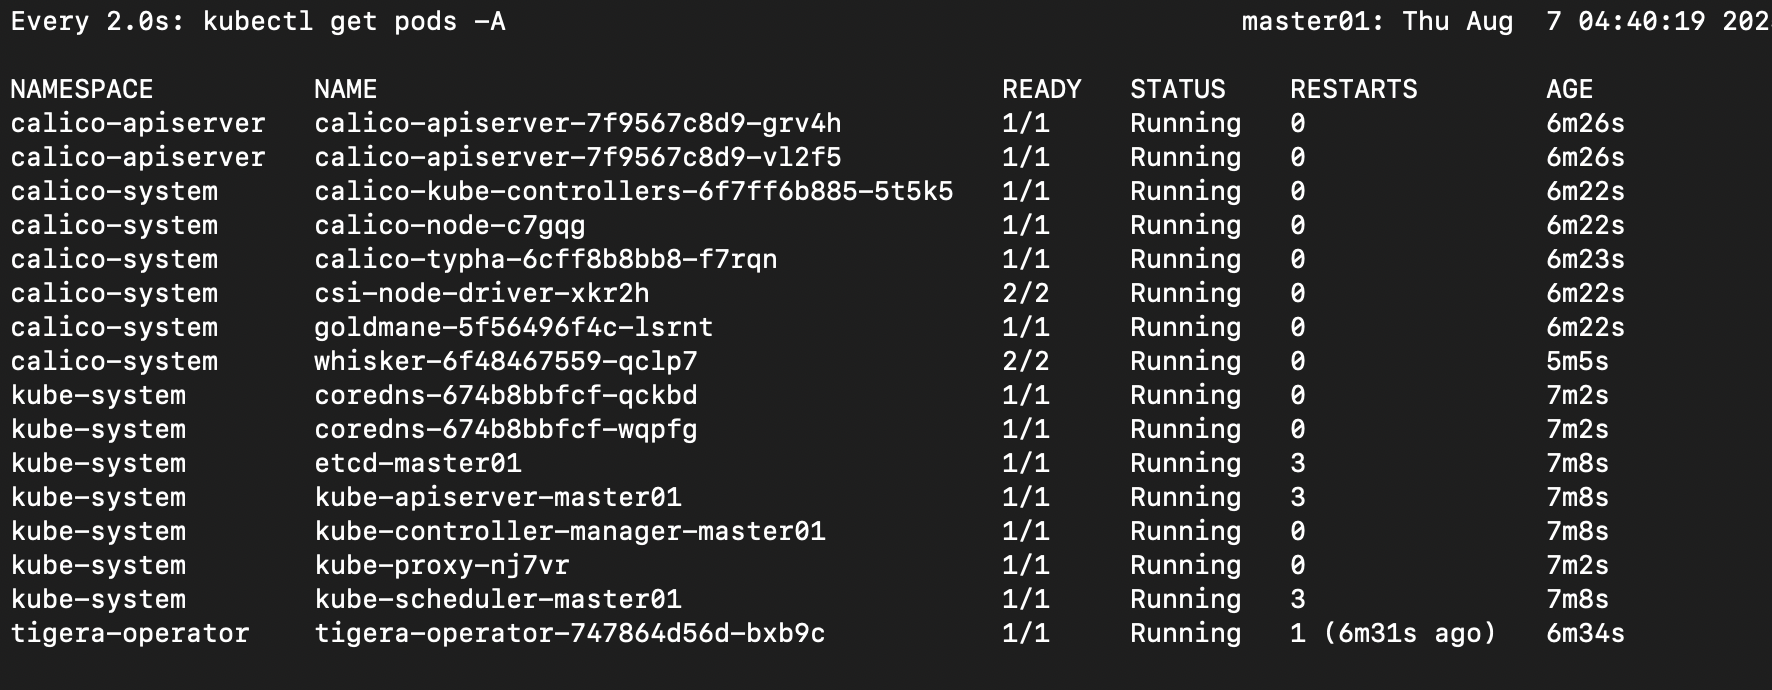 Every 2.0s: kubectl get pods -A master01: Thu Aug  7 04:40:19 202
NAMESPACE NAME READY STATUS RESTARTS AGE
calico-apiserver calico-apiserver-7f9567c8d9-grv4h 1/1 Running 0 6m26s
calico-apiserver calico-apiserver-7f9567c8d9-vl2f5 1/1 Running 0 6m26s
calico-system calico-kube-controllers-6f7ff6b885-5t5k5 1/1 Running 0 6m22s
calico-system calico-node-c7gqg 1/1 Running 0 6m22s
calico-system calico-typha-6cff8b8bb8-f7rqn 1/1 Running 0 6m23s
calico-system csi-node-driver-xkr2h 2/2 Running 0 6m22s
calico-system goldmane-5f56496f4c-lsrnt 1/1 Running 0 6m22s
calico-system whisker-6f48467559-qclp7 2/2 Running 0 5m5s
kube-system coredns-674b8bbfcf-qckbd 1/1 Running 0 7m2s
kube-system coredns-674b8bbfcf-wqpfg 1/1 Running 0 7m2s
kube-system etcd-master01 1/1 Running 3 7m8s
kube-system kube-apiserver-master01 1/1 Running 3 7m8s
kube-system kube-controller-manager-master01 1/1 Running 0 7m8s
kube-system kube-proxy-nj7vr 1/1 Running 0 7m2s
kube-system kube-scheduler-master01 1/1 Running 3 7m8s
tigera-operator tigera-operator-747864d56d-bxb9c 1/1 Running 1 (6m31s ago) 6m34s